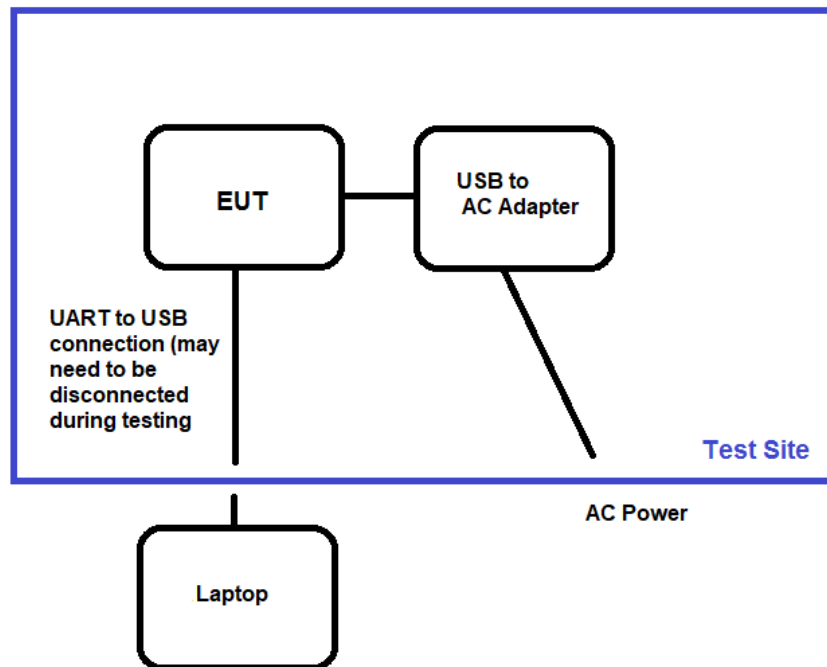 EUT
USB to
AC Adapter
UART to USB
connection (may
need to be
disconnected
during testing
Test Site
AC Power
Laptop